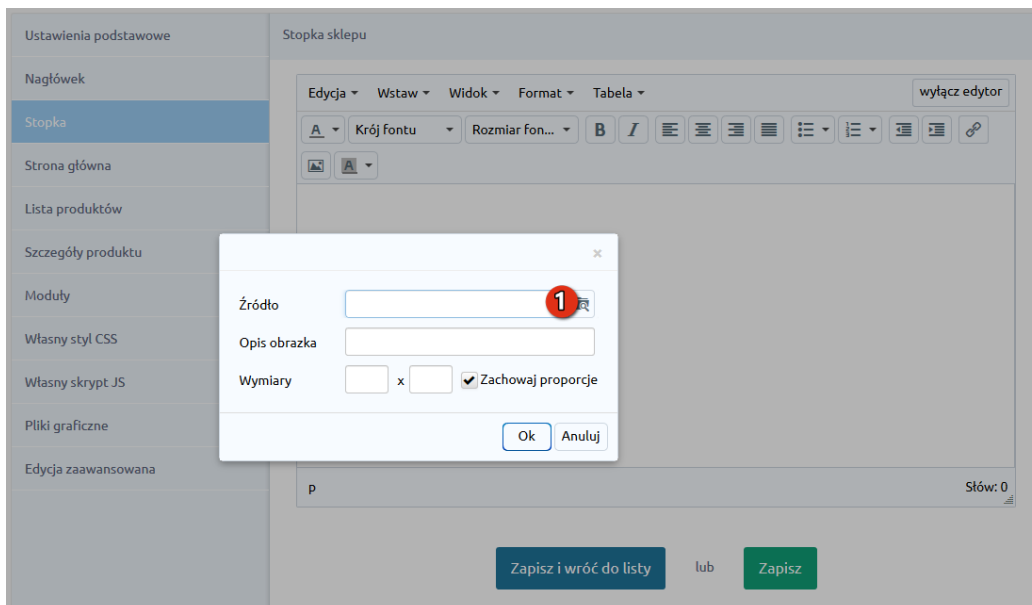 Ustawienia podstawowe
Nagłówek
Stopka
Strona główna
Lista produktów
Szczegóły produktu
Moduły
Własny styl CSS
Własny skrypt JS
Pliki graficzne
Edycja zaawansowana
Stopka sklepu
Edycja Wstaw Widok Format Tabela wyłącz edytor
A Krój fontu Rozmiar fon... B I
A
×
Źródło 1
Opis obrazka
Wymiary x Zachowaj proporcje
Ok Anuluj
p Słów: 0
Zapisz i wróć do listy lub Zapisz